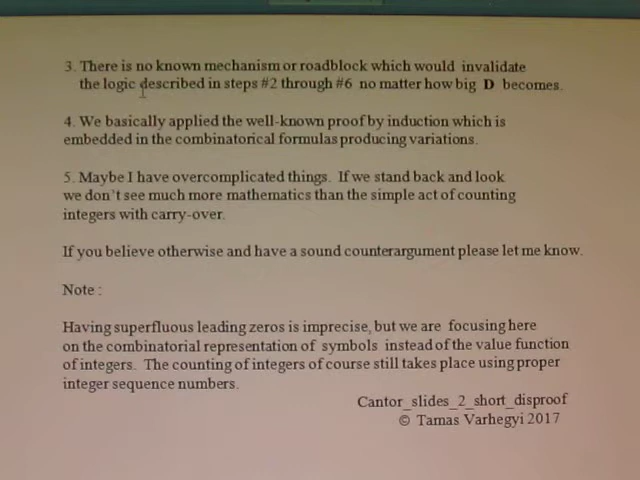 3. There is no known mechanism or roadblock which would invalidate
the logic described in steps #2 through #6 no matter how big D becomes.
4. We basically applied the well-known proof by induction which is
embedded in the combinatorical formulas producing variations.
5. Maybe I have overcomplicated things. If we stand back and look
we don't see much more mathematics than the simple act of counting
integers with carry-over.
If you believe otherwise and have a sound counterargument please let me know.
Note :
Having superfluous leading zeros is imprecise, but we are focusing here
on the combinatorial representation of symbols instead of the value function
of integers. The counting of integers of course still takes place using proper
integer sequence numbers.
Cantor_slides_2_short_disproof
© Tamas Varhegyi 2017